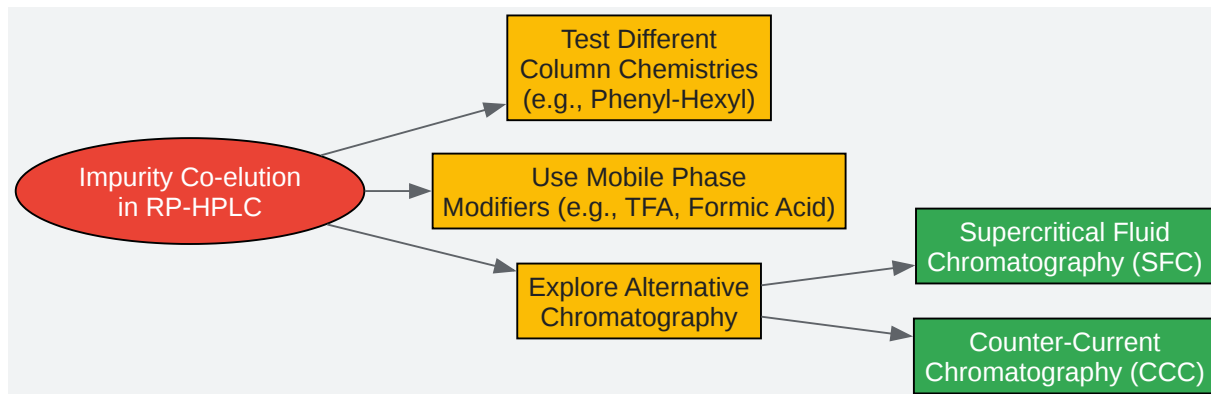 Test Different
Column Chemistries
(e.g., Phenyl-Hexyl)
Impurity Co-elution
in RP-HPLC
Use Mobile Phase
Modifiers (e.g., TFA, Formic Acid)
Explore Alternative
Chromatography
Supercritical Fluid
Chromatography (SFC)
Counter-Current
Chromatography (CCC)